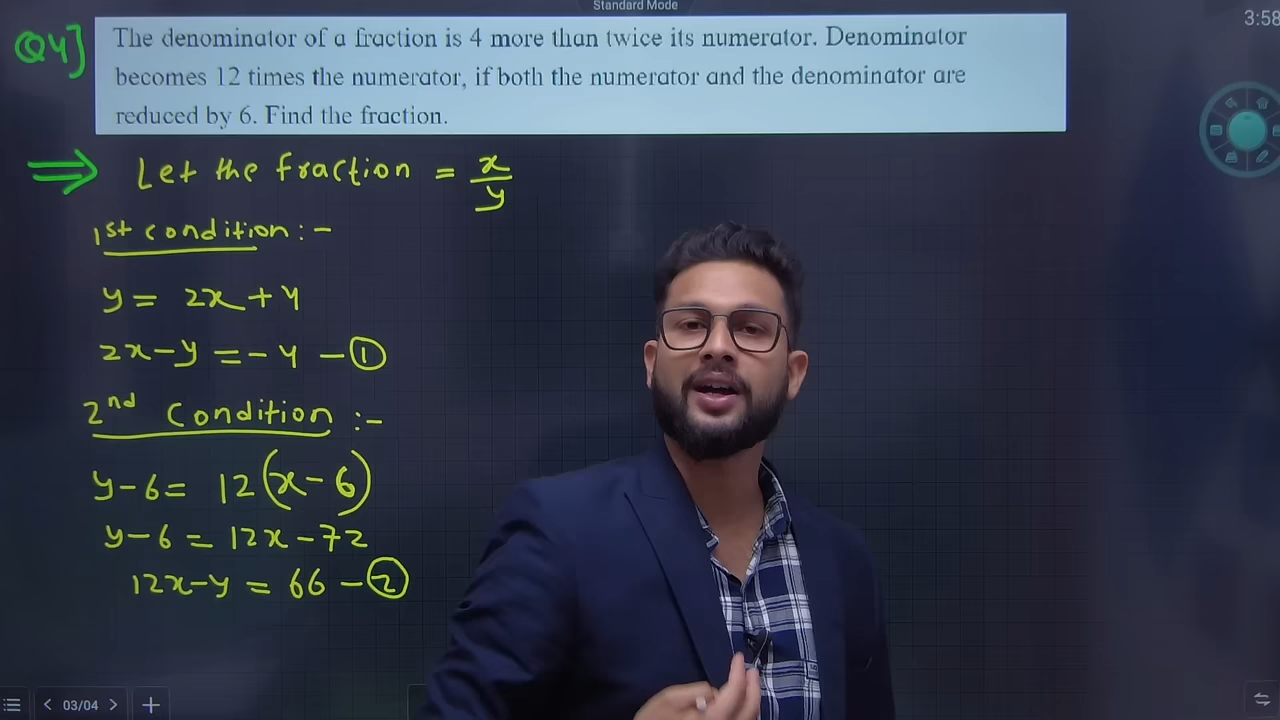 Standard Mode
3:58
Q4]
The denominator of a fraction is 4 more than twice its numerator. Denominator
becomes 12 times the numerator, if both the numerator and the denominator are
reduced by 6. Find the fraction.
⇒ Let the fraction = x/y
1st condition :-
y = 2x + 4
2x - y = -4 - ①
2nd Condition :-
y - 6 = 12(x - 6)
y - 6 = 12x - 72
12x - y = 66 - ②
< 03/04 > +